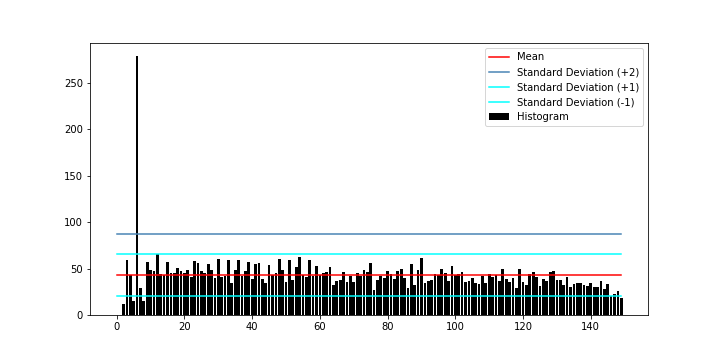 Mean
Standard Deviation (+2)
Standard Deviation (+1)
Standard Deviation (-1)
Histogram
250
200
150
100
50
0
0 20 40 60 80 100 120 140